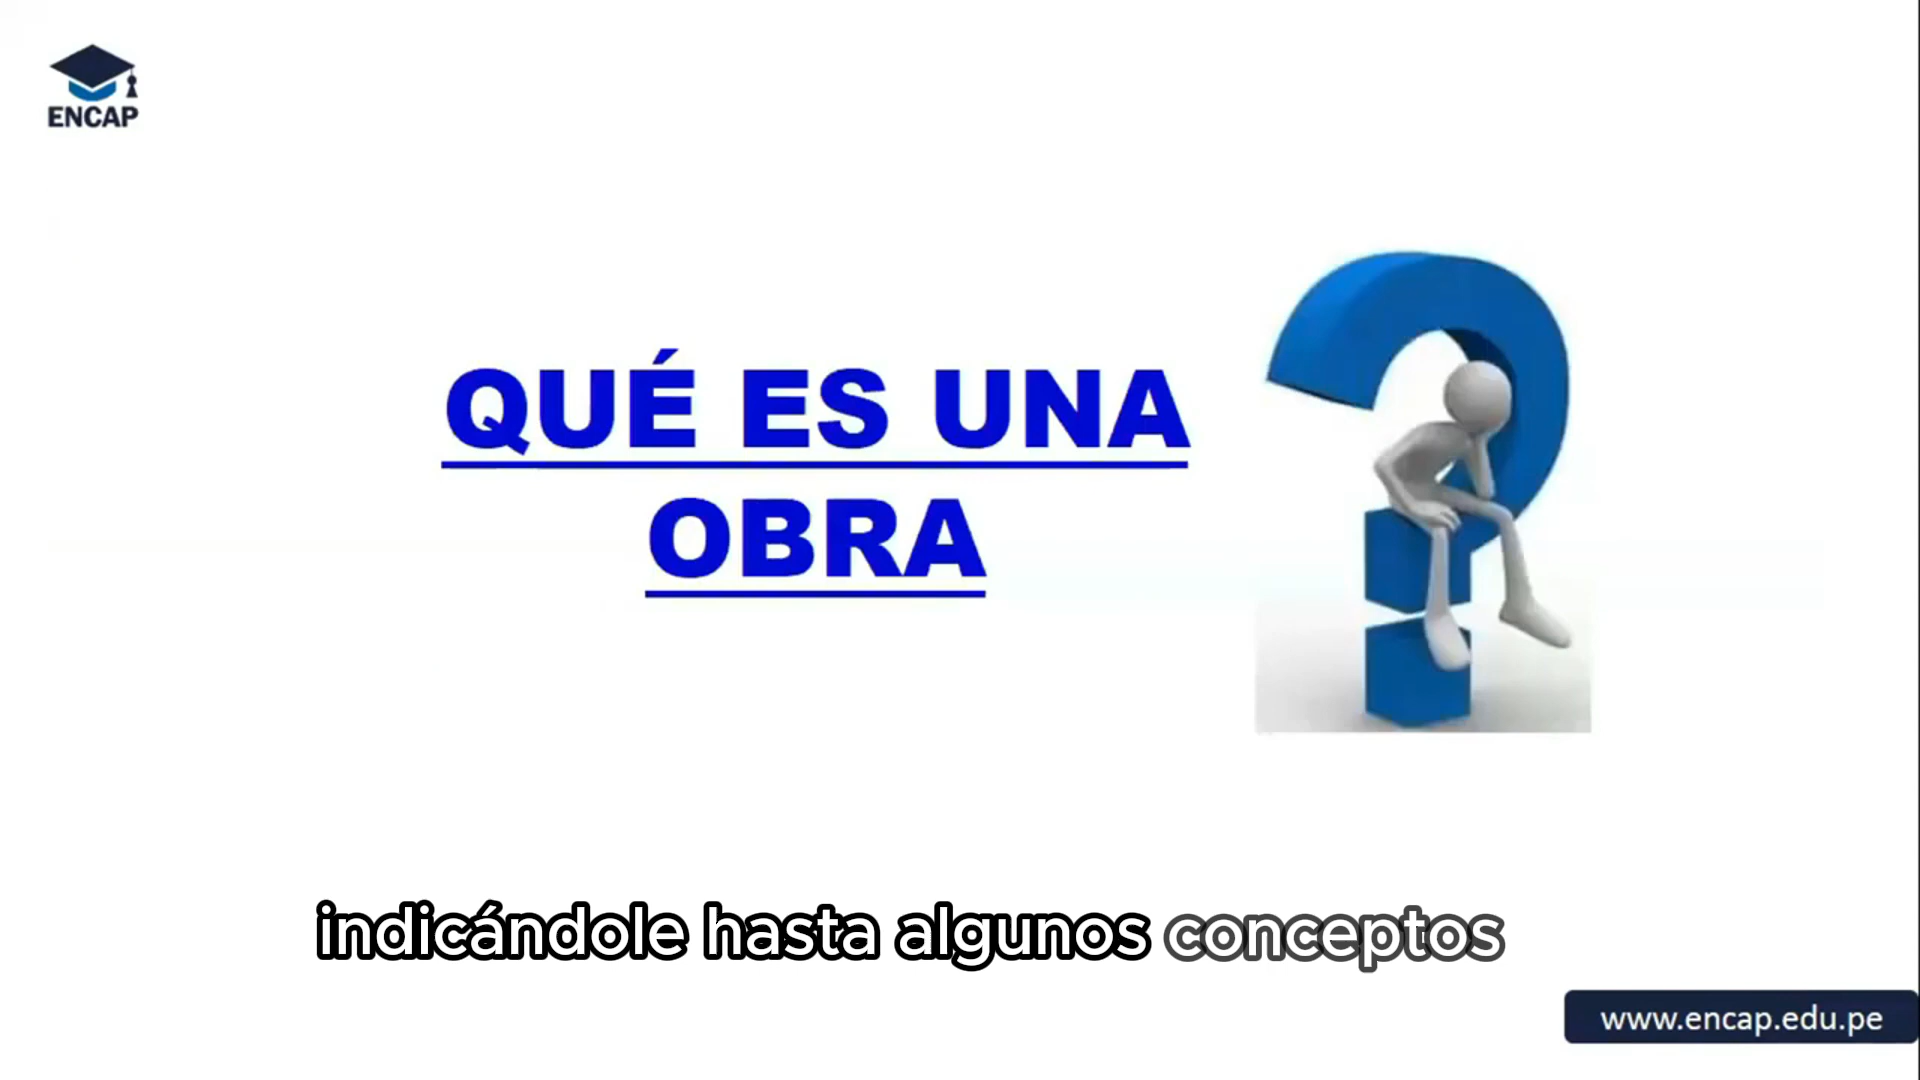 ENCAP
QUÉ ES UNA
OBRA
indicándole hasta algunos conceptos
www.encap.edu.pe